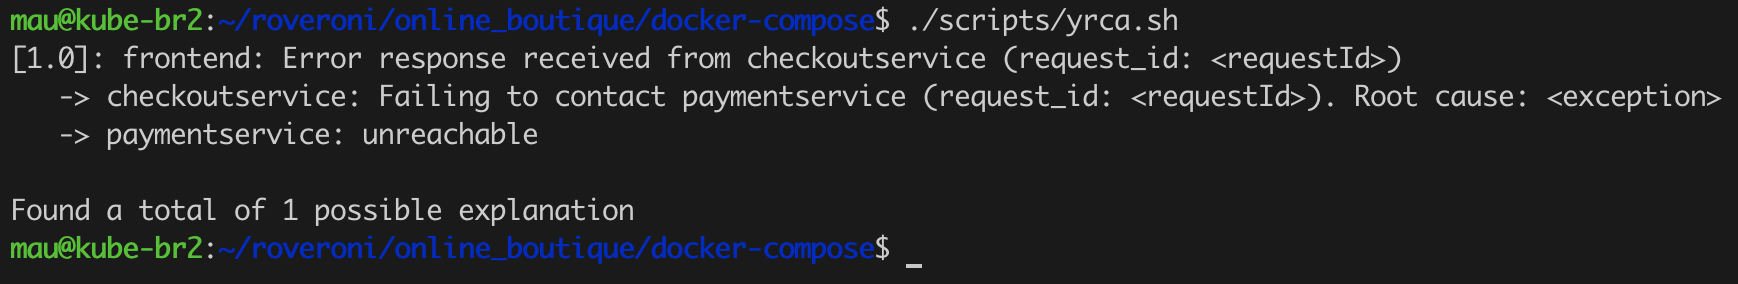 mau@kube-br2:~/roveroni/online_boutique/docker-compose$ ./scripts/yrca.sh
[1.0]: frontend: Error response received from checkoutservice (request_id: <requestId>)
   -> checkoutservice: Failing to contact paymentservice (request_id: <requestId>). Root cause: <exception>
   -> paymentservice: unreachable

Found a total of 1 possible explanation
mau@kube-br2:~/roveroni/online_boutique/docker-compose$ _